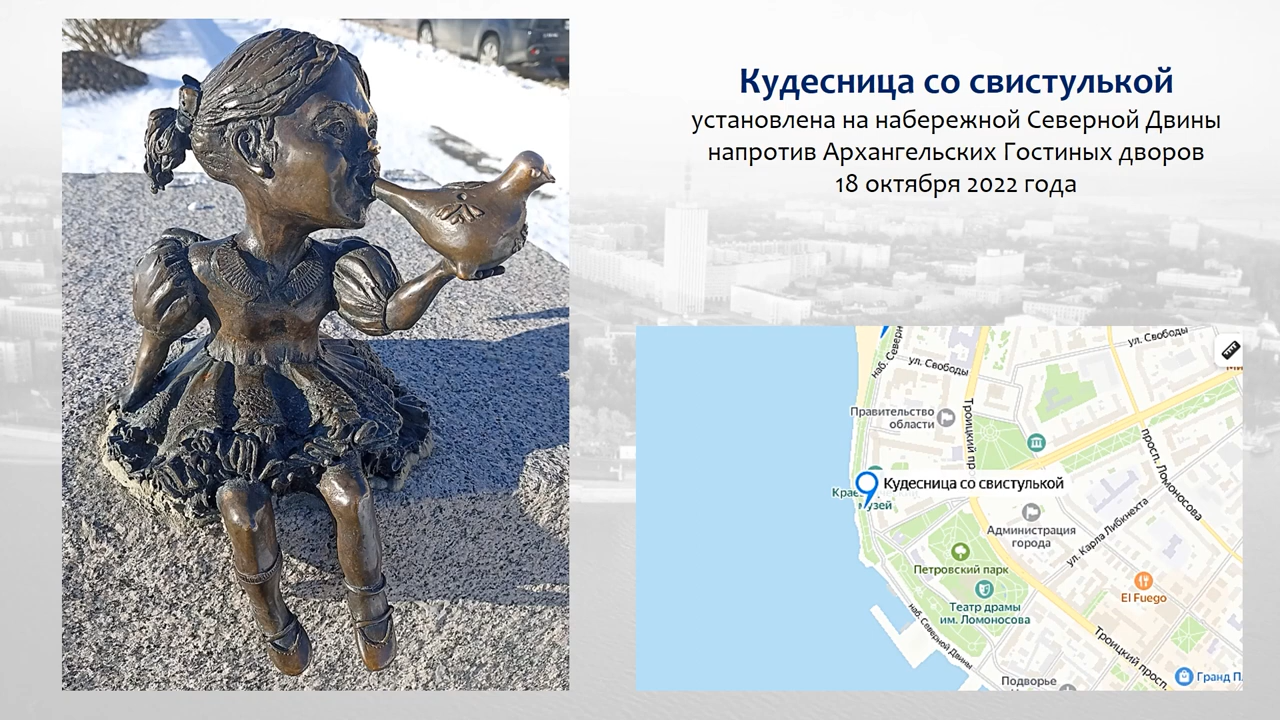 Кудесница со свистулькой
установлена на набережной Северной Двины
напротив Архангельских Гостиных дворов
18 октября 2022 года
ул. Свободы
ул. Свободы
наб. Северн
Правительство
области
Троицкий пр
просп. Ломоносова
Кудесница со свистулькой
Крае
музей
Администрация
города
ул. Карла Либкнехта
Петровский парк
El Fuego
Театр драмы
им. Ломоносова
наб. Северной Двины
Троицкий просп.
Подворье
Гранд П